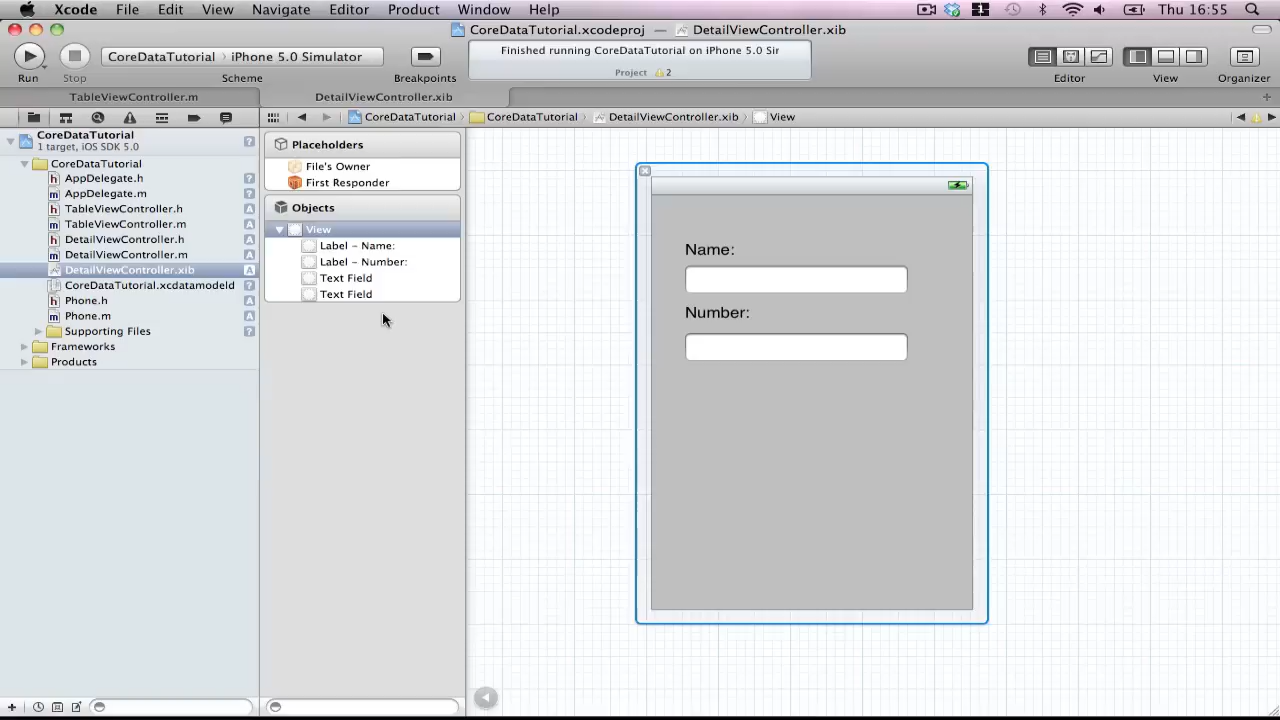 Xcode File Edit View Navigate Editor Product Window Help Thu 16:55
CoreDataTutorial.xcodeproj DetailViewController.xib
CoreDataTutorial iPhone 5.0 Simulator
Finished running CoreDataTutorial on iPhone 5.0 Sir
Project 2
Run Stop Scheme Breakpoints Editor View Organizer
TableViewController.m DetailViewController.xib
CoreDataTutorial CoreDataTutorial DetailViewController.xib View
CoreDataTutorial ?
1 target, iOS SDK 5.0
CoreDataTutorial
h AppDelegate.h ?
m AppDelegate.m ?
h TableViewController.h A
m TableViewController.m A
h DetailViewController.h A
m DetailViewController.m A
DetailViewController.xib A
CoreDataTutorial.xcdatamodeld A
h Phone.h A
m Phone.m A
Supporting Files ?
Frameworks
Products
Placeholders
File's Owner
First Responder
Objects
View
Label – Name:
Label – Number:
Text Field
Text Field
Name:
Number: